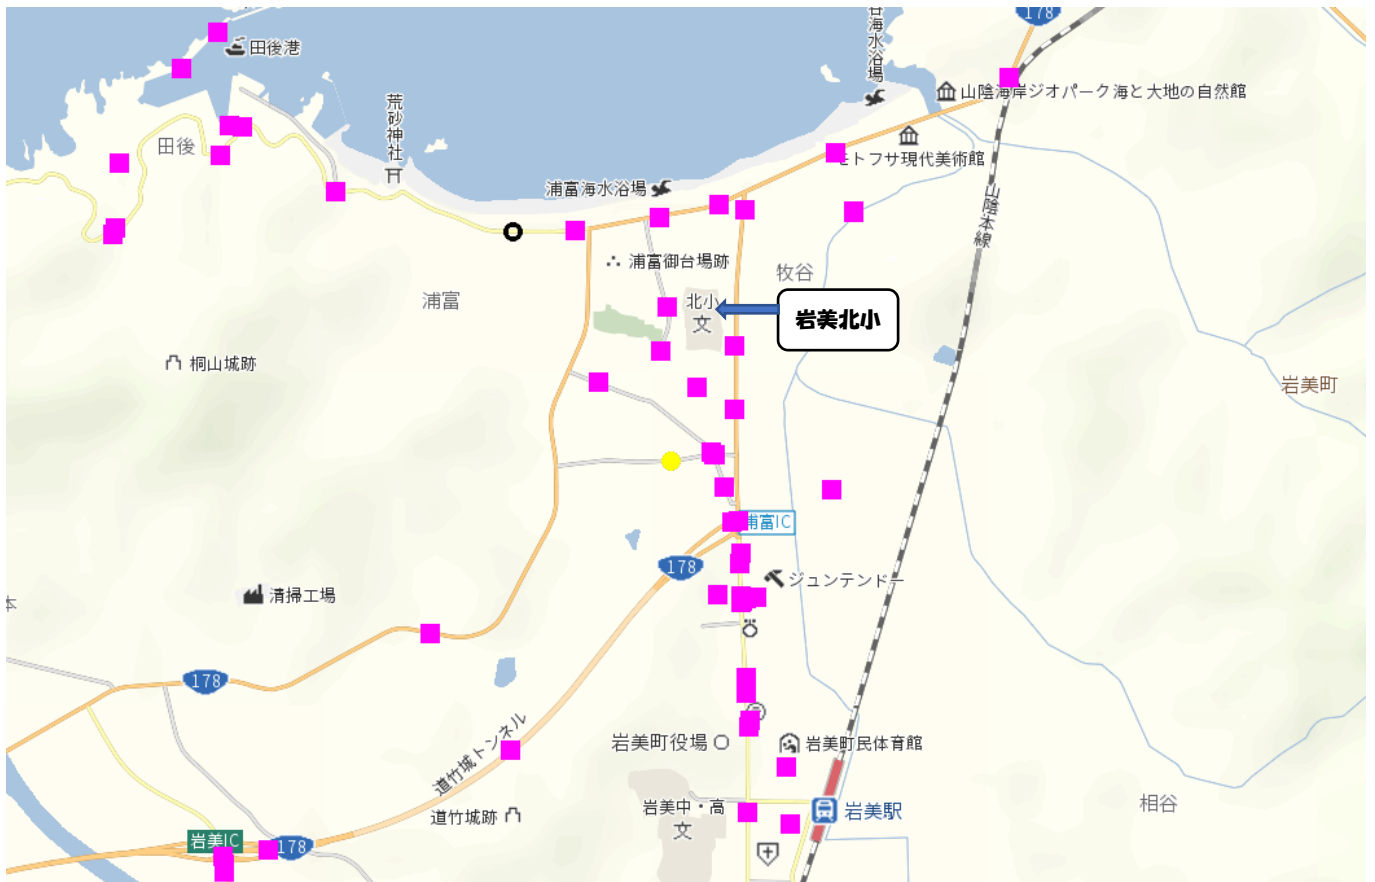 178
田後港
岩海水浴場
山陰海岸ジオパーク海と大地の自然館
荒砂神社
田後
モトフサ現代美術館
浦富海水浴場
山陰本線
浦富御台場跡
牧谷
浦富
北小
文
岩美北小
桐山城跡
岩美町
浦富IC
178
ジュンテンドー
清掃工場
本
178
道竹城トンネル
岩美町役場
岩美町民体育館
岩美中・高
文
岩美駅
相谷
道竹城跡
岩美IC
178